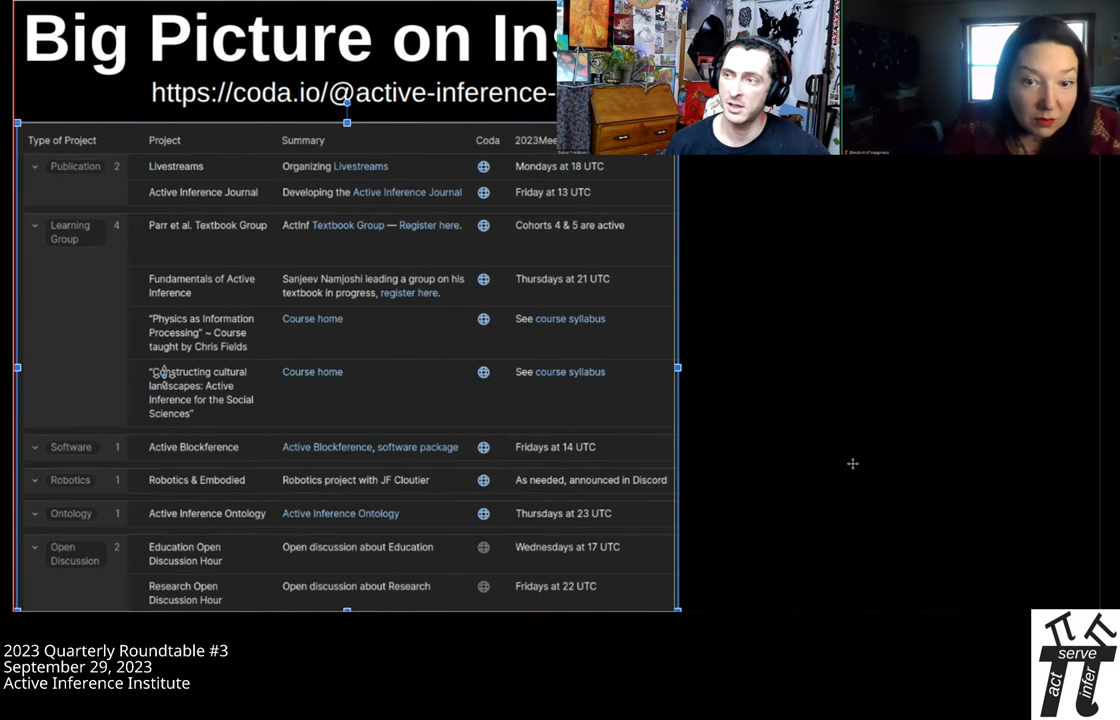 Big Picture on Ins
https://coda.io/@active-inference-
Type of Project Project Summary Coda 2023Mee
Publication 2 Livestreams Organizing Livestreams Mondays at 18 UTC
Active Inference Journal Developing the Active Inference Journal Friday at 13 UTC
Learning Group 4 Parr et al. Textbook Group ActInf Textbook Group — Register here. Cohorts 4 & 5 are active
Fundamentals of Active Sanjeev Namjoshi leading a group on his Thursdays at 21 UTC
Inference textbook in progress, register here.
“Physics as Information Course home See course syllabus
Processing” ~ Course
taught by Chris Fields
“Constructing cultural Course home See course syllabus
landscapes: Active
Inference for the Social
Sciences”
Software 1 Active Blockference Active Blockference, software package Fridays at 14 UTC
Robotics 1 Robotics & Embodied Robotics project with JF Cloutier As needed, announced in Discord
Ontology 1 Active Inference Ontology Active Inference Ontology Thursdays at 23 UTC
Open 2 Education Open Open discussion about Education Wednesdays at 17 UTC
Discussion Discussion Hour
Research Open Open discussion about Research Fridays at 22 UTC
Discussion Hour
2023 Quarterly Roundtable #3
September 29, 2023
Active Inference Institute
serve
act
infer